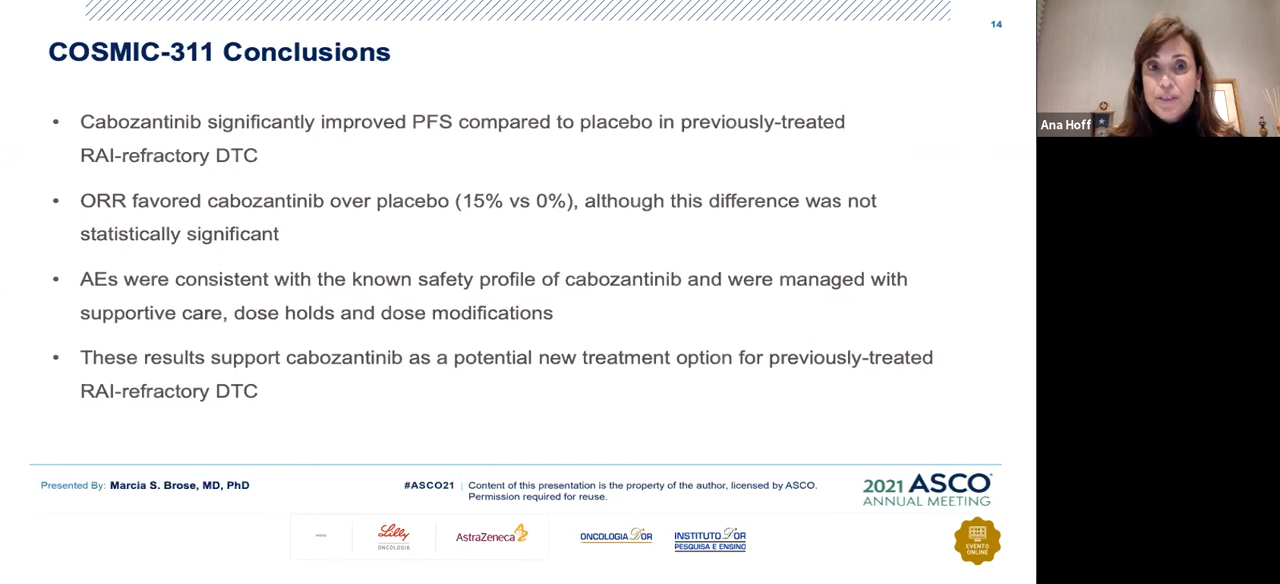 14
COSMIC-311 Conclusions
• Cabozantinib significantly improved PFS compared to placebo in previously-treated
RAI-refractory DTC
• ORR favored cabozantinib over placebo (15% vs 0%), although this difference was not
statistically significant
• AEs were consistent with the known safety profile of cabozantinib and were managed with
supportive care, dose holds and dose modifications
• These results support cabozantinib as a potential new treatment option for previously-treated
RAI-refractory DTC
Ana Hoff
Presented By: Marcia S. Brose, MD, PhD
#ASCO21
Content of this presentation is the property of the author, licensed by ASCO.
Permission required for reuse.
2021 ASCO
ANNUAL MEETING
Lilly
ONCOLOGIA
AstraZeneca
ONCOLOGIA D'OR
INSTITUTO D'OR
PESQUISA E ENSINO
EVENTO
ONLINE